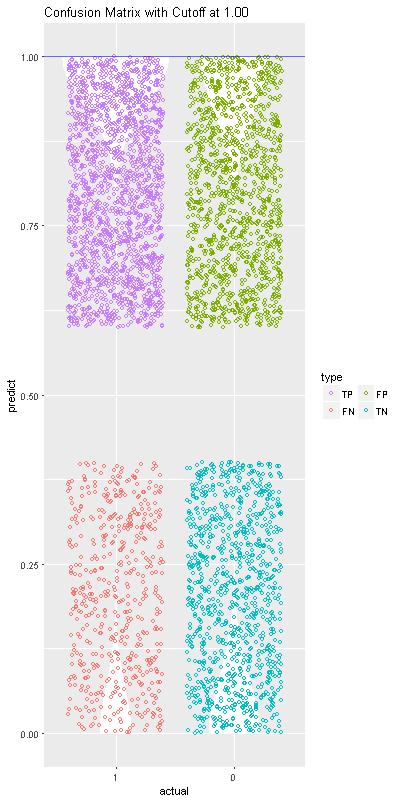 Confusion Matrix with Cutoff at 1.00
1.00
0.75
0.50
0.25
0.00
predict
1 0
actual
type
TP FP
FN TN